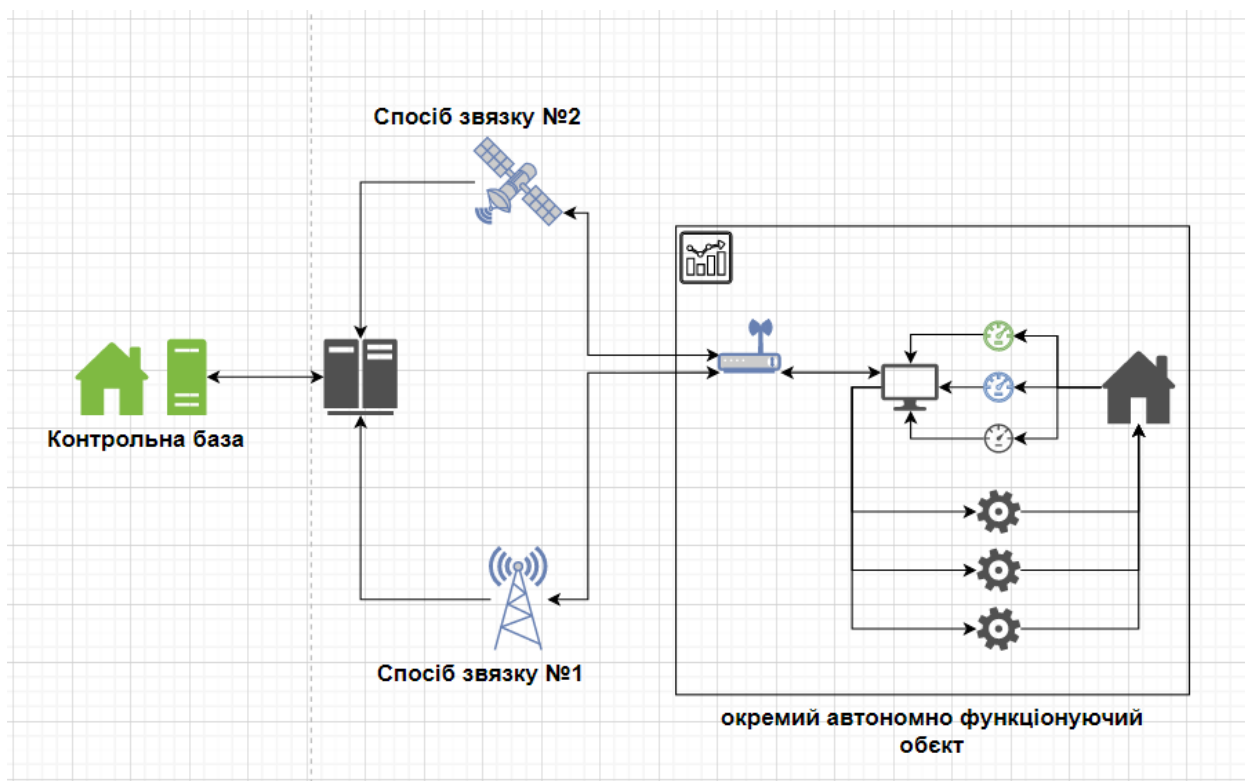 Спосіб звязку №2
Контрольна база
Спосіб звязку №1
окремий автономно функціонуючий
обєкт